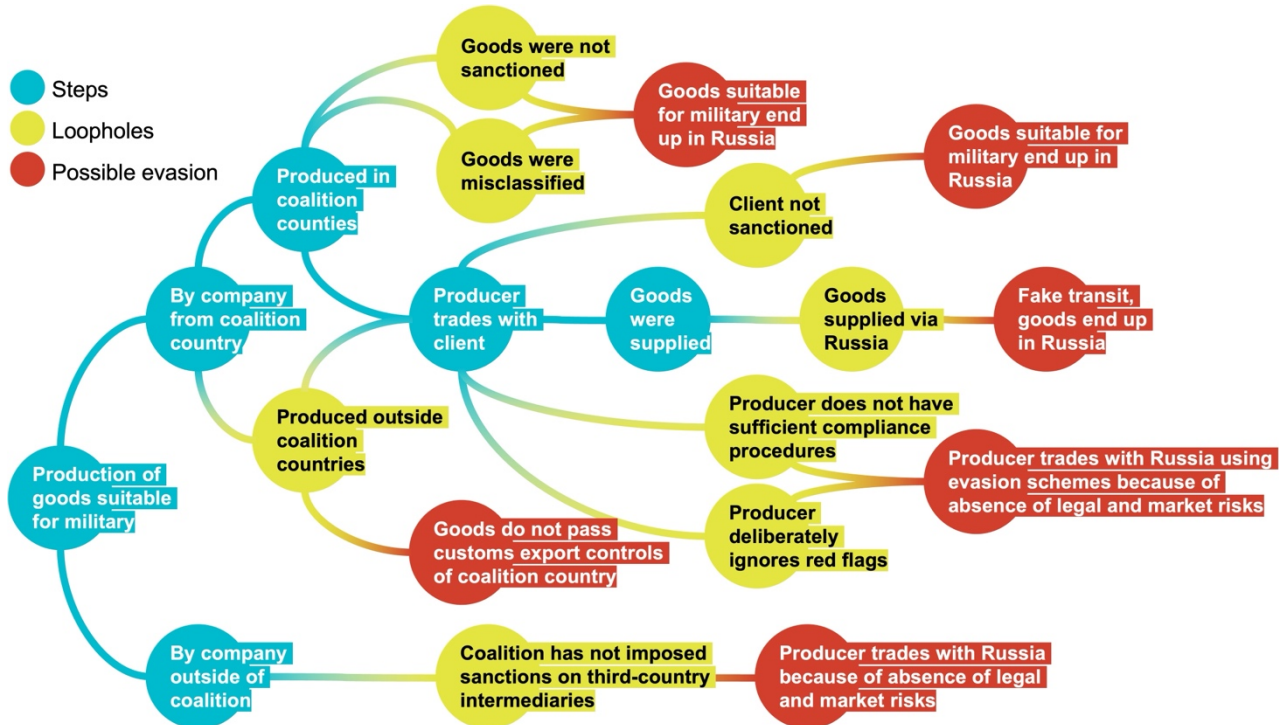 Steps
Loopholes
Possible evasion
Goods were not
sanctioned
Goods suitable
for military end
up in Russia
Goods were
misclassified
Goods suitable for
military end up in
Russia
Produced in
coalition
counties
Client not
sanctioned
By company
from coalition
country
Producer
trades with
client
Goods
were
supplied
Goods
supplied via
Russia
Fake transit,
goods end up
in Russia
Produced outside
coalition
countries
Producer does not have
sufficient compliance
procedures
Production of
goods suitable
for military
Producer trades with Russia using
evasion schemes because of
absence of legal and market risks
Goods do not pass
customs export controls
of coalition country
Producer
deliberately
ignores red flags
By company
outside of
coalition
Coalition has not imposed
sanctions on third-country
intermediaries
Producer trades with Russia
because of absence of legal
and market risks